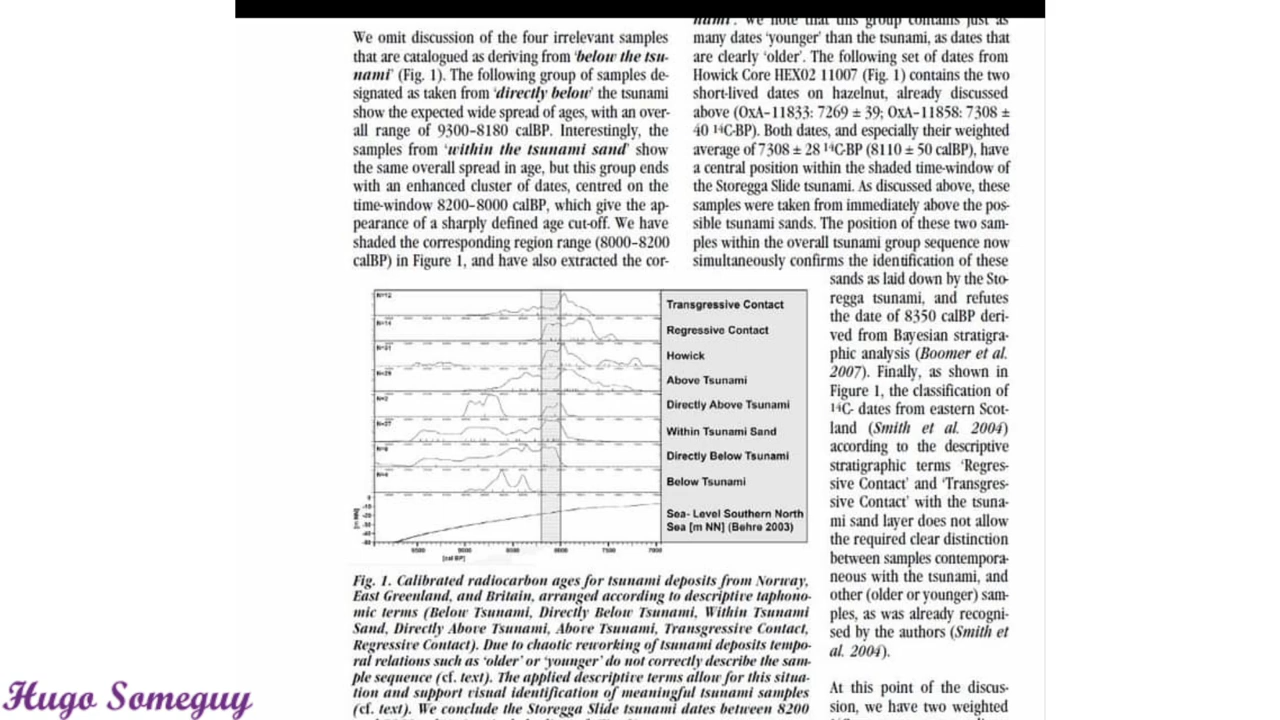 We omit discussion of the four irrelevant samples
that are catalogued as deriving from 'below the tsu-
nami' (Fig. 1). The following group of samples de-
signated as taken from 'directly below' the tsunami
show the expected wide spread of ages, with an over-
all range of 9300–8180 calBP. Interestingly, the
samples from 'within the tsunami sand' show
the same overall spread in age, but this group ends
with an enhanced cluster of dates, centred on the
time-window 8200–8000 calBP, which give the ap-
pearance of a sharply defined age cut-off. We have
shaded the corresponding region range (8000–8200
calBP) in Figure 1, and have also extracted the cor-
nami'. We note that this group contains just as
many dates 'younger' than the tsunami, as dates that
are clearly 'older'. The following set of dates from
Howick Core HEX02 11007 (Fig. 1) contains the two
short-lived dates on hazelnut, already discussed
above (OxA-11833: 7269 ± 39; OxA-11858: 7308 ±
40 ¹⁴C-BP). Both dates, and especially their weighted
average of 7308 ± 28 ¹⁴C-BP (8110 ± 50 calBP), have
a central position within the shaded time-window of
the Storegga Slide tsunami. As discussed above, these
samples were taken from immediately above the pos-
sible tsunami sands. The position of these two sam-
ples within the overall tsunami group sequence now
simultaneously confirms the identification of these
sands as laid down by the Sto-
regga tsunami, and refutes
the date of 8350 calBP deri-
ved from Bayesian stratigra-
phic analysis (Boomer et al.
2007). Finally, as shown in
Figure 1, the classification of
¹⁴C- dates from eastern Scot-
land (Smith et al. 2004)
according to the descriptive
stratigraphic terms 'Regres-
sive Contact' and 'Transgres-
sive Contact' with the tsuna-
mi sand layer does not allow
the required clear distinction
between samples contempora-
neous with the tsunami, and
other (older or younger) sam-
ples, as was already recogni-
sed by the authors (Smith et
al. 2004).
At this point of the discus-
sion, we have two weighted
Transgressive Contact
Regressive Contact
Howick
Above Tsunami
Directly Above Tsunami
Within Tsunami Sand
Directly Below Tsunami
Below Tsunami
Sea- Level Southern North
Sea [m NN] (Behre 2003)
[cal BP]
Fig. 1. Calibrated radiocarbon ages for tsunami deposits from Norway,
East Greenland, and Britain, arranged according to descriptive taphono-
mic terms (Below Tsunami, Directly Below Tsunami, Within Tsunami
Sand, Directly Above Tsunami, Above Tsunami, Transgressive Contact,
Regressive Contact). Due to chaotic reworking of tsunami deposits tempo-
ral relations such as 'older' or 'younger' do not correctly describe the sam-
ple sequence (cf. text). The applied descriptive terms allow for this situa-
tion and support visual identification of meaningful tsunami samples
(cf. text). We conclude the Storegga Slide tsunami dates between 8200
Hugo Someguy